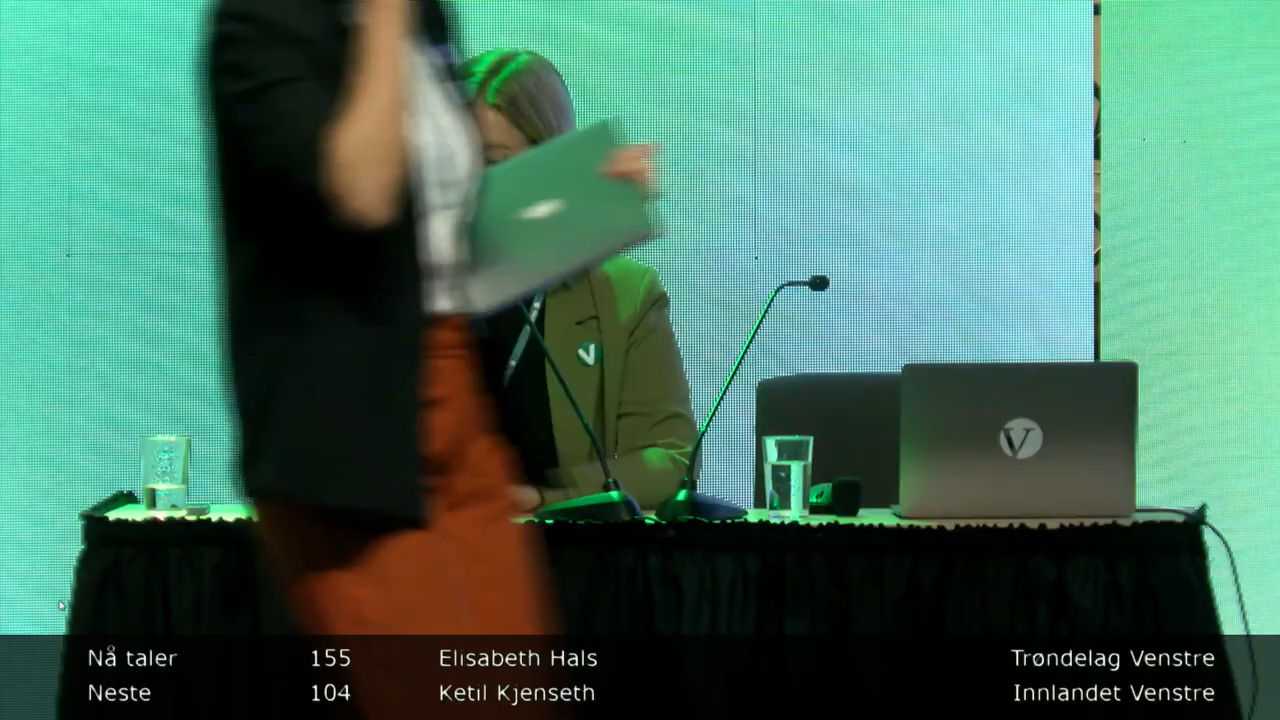 V
V
Nå taler 155 Elisabeth Hals Trøndelag Venstre
Neste 104 Ketil Kjenseth Innlandet Venstre